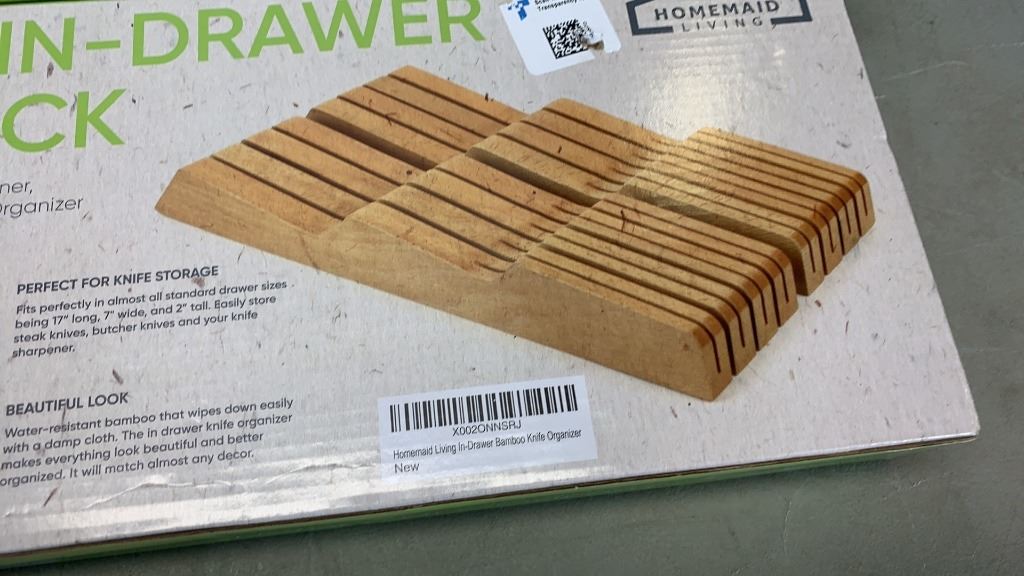 IN-DRAWER
CK
Transparency
HOMEMAID
LIVING
ner,
Organizer
PERFECT FOR KNIFE STORAGE
Fits perfectly in almost all standard drawer sizes
being 17" long, 7" wide, and 2" tall. Easily store
steak knives, butcher knives and your knife
sharpener.
BEAUTIFUL LOOK
Water-resistant bamboo that wipes down easily
with a damp cloth. The in drawer knife organizer
makes everything look beautiful and better
organized. It will match almost any decor.
X002ONNSRJ
Homemaid Living In-Drawer Bamboo Knife Organizer
New